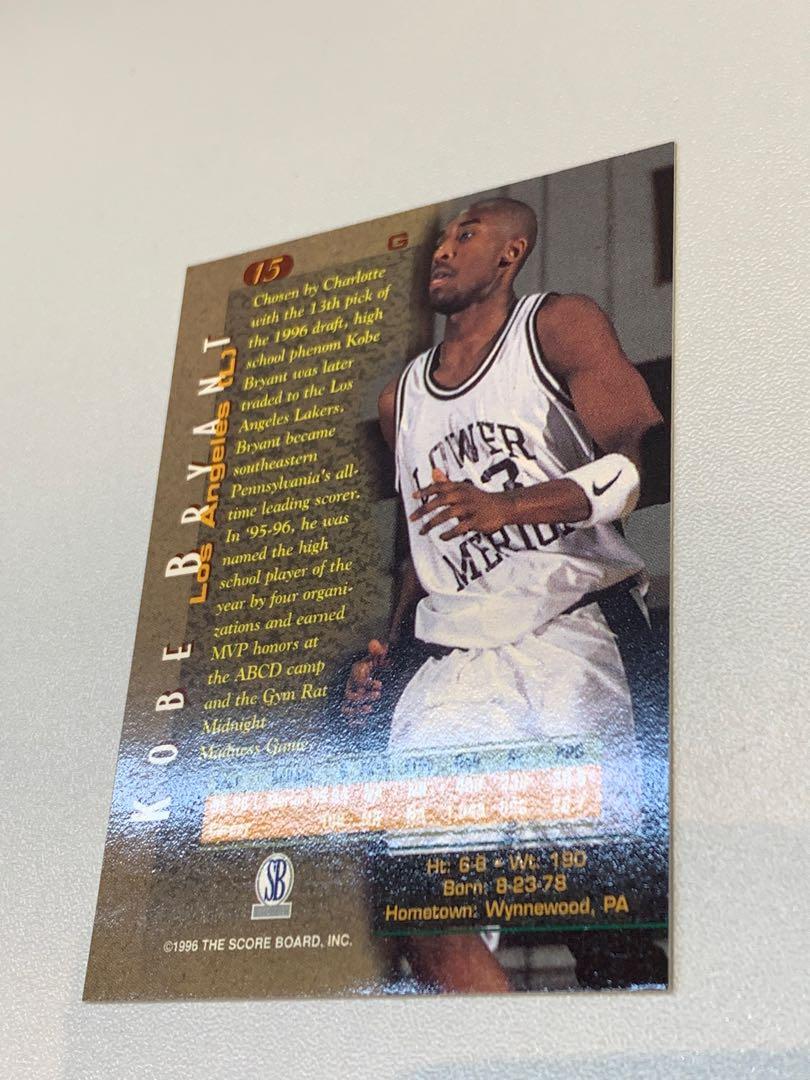 15
G
KOBE BRYANT
Los Angeles (L)
Chosen by Charlotte
with the 13th pick of
the 1996 draft, high
school phenom Kobe
Bryant was later
traded to the Los
Angeles Lakers.
Bryant became
southeastern
Pennsylvania's all-
time leading scorer.
In '95-96, he was
named the high
school player of the
year by four organi-
zations and earned
MVP honors at
the ABCD camp
and the Gym Rat
Midnight
Madness Game.
LOWER
MERION
Ht: 6-6 • Wt: 190
Born: 8-23-78
Hometown: Wynnewood, PA
SB
©1996 THE SCORE BOARD, INC.